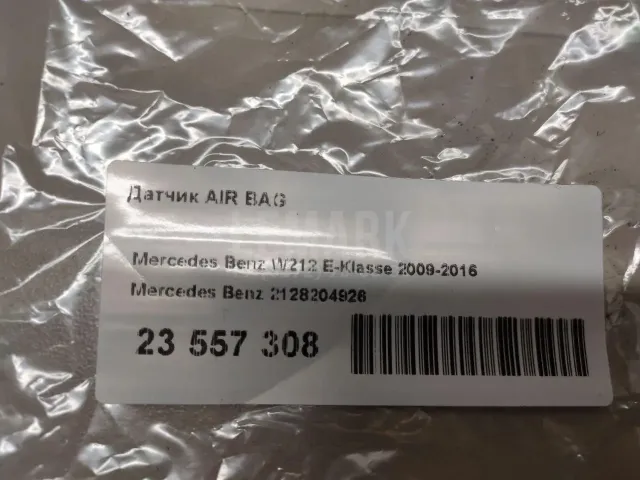 Датчик AIR BAG
Mercedes Benz W212 E-Klasse 2009-2016
Mercedes Benz 2128204926
23 557 308